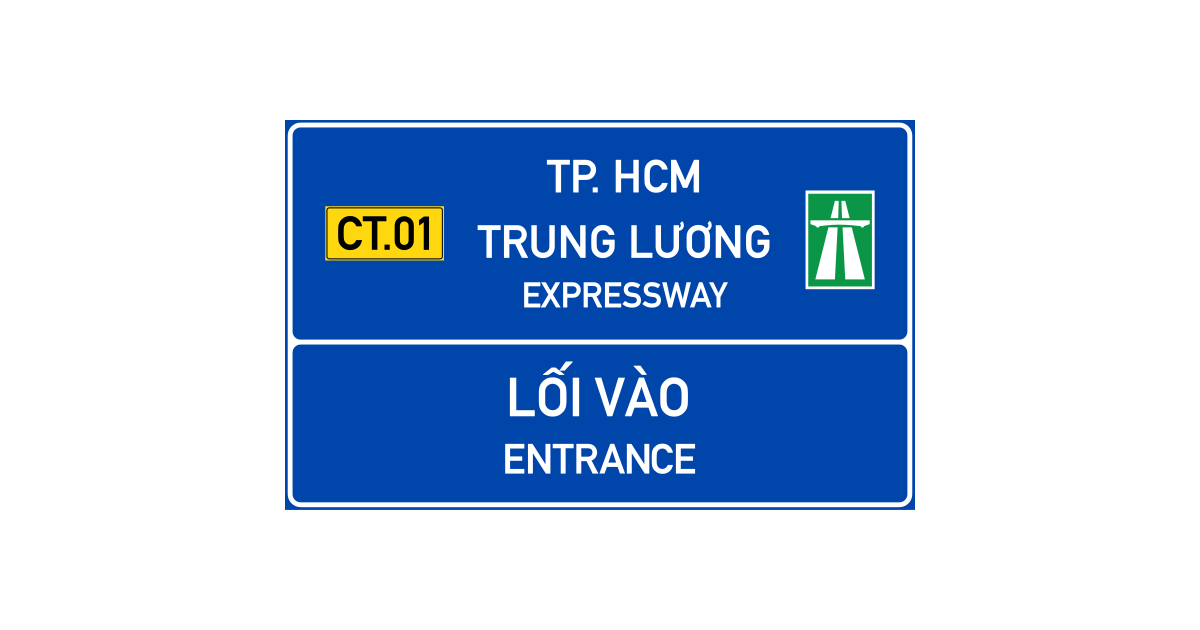 TP. HCM
CT.01
TRUNG LƯƠNG
EXPRESSWAY
LỐI VÀO
ENTRANCE